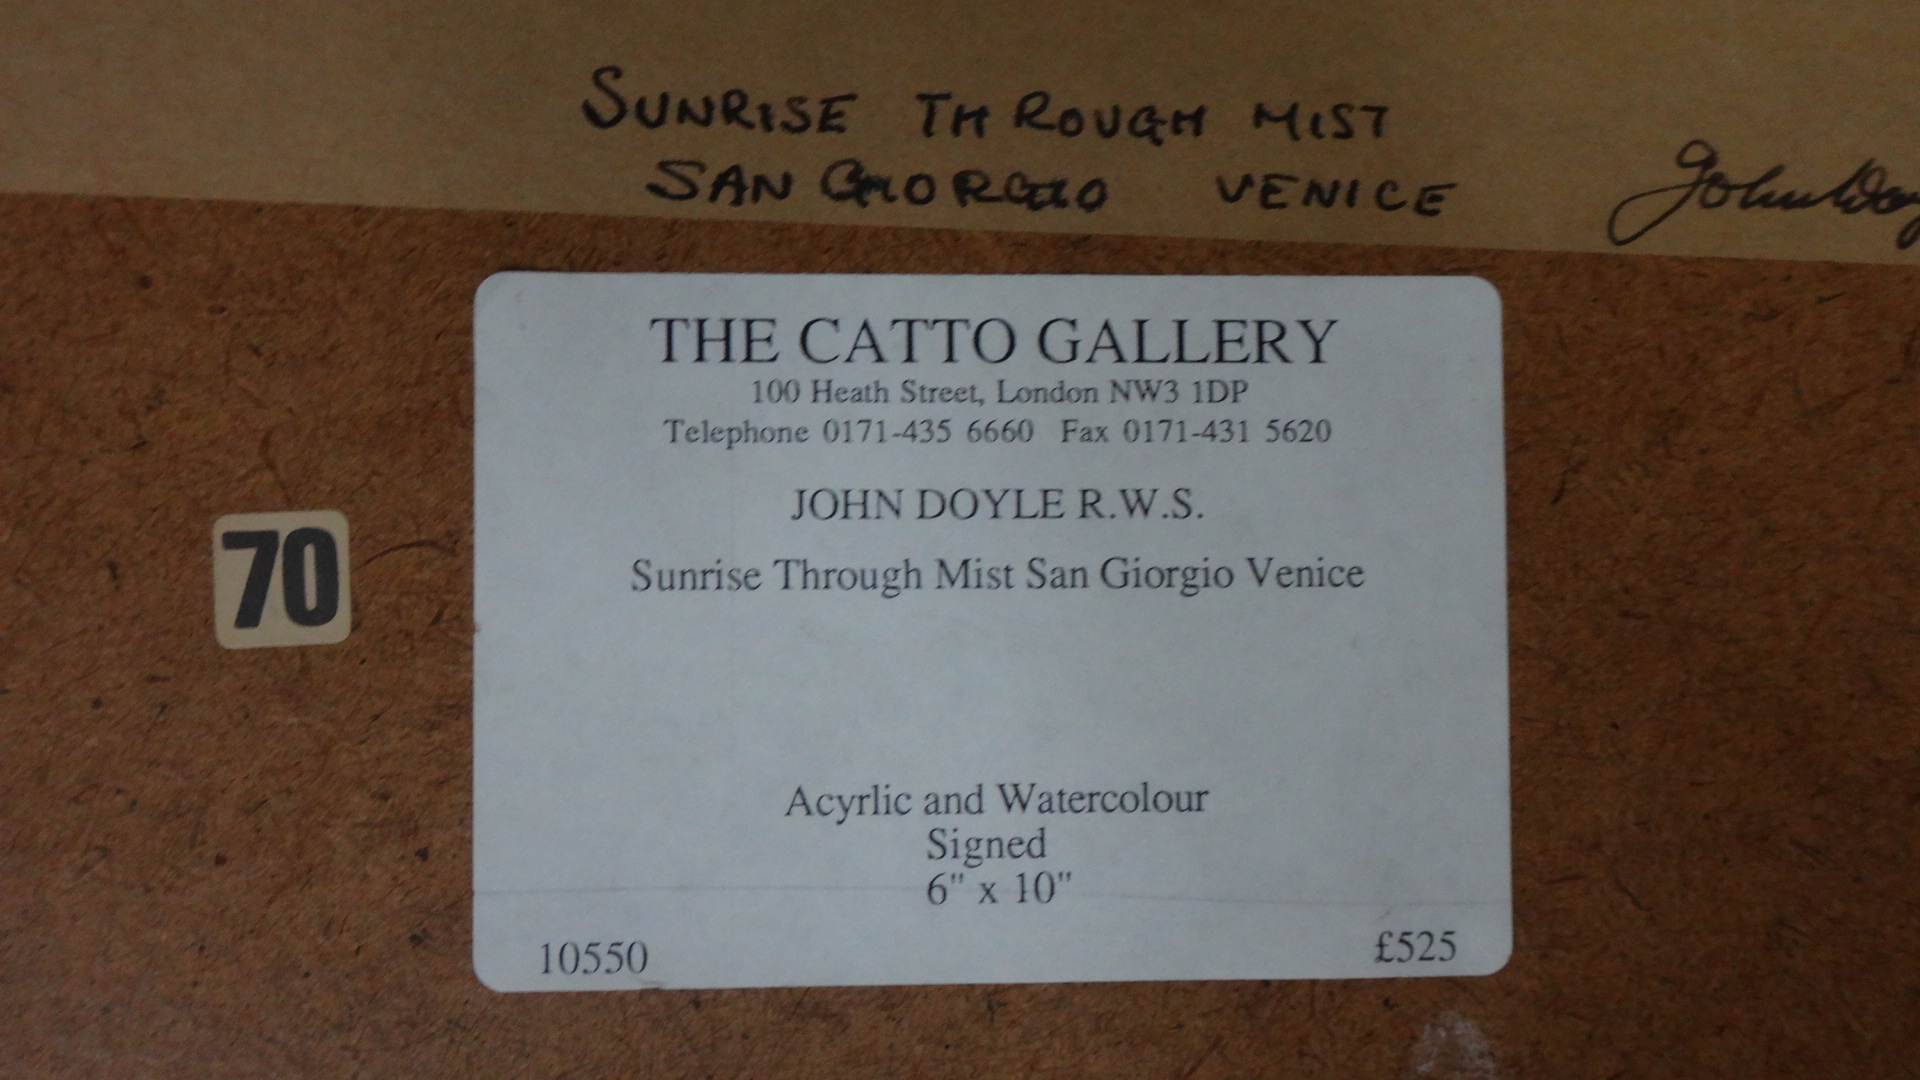 SUNRISE THROUGH MIST
SAN GIORGIO VENICE
John Doy
THE CATTO GALLERY
100 Heath Street, London NW3 1DP
Telephone 0171-435 6660 Fax 0171-431 5620
JOHN DOYLE R.W.S.
Sunrise Through Mist San Giorgio Venice
70
Acyrlic and Watercolour
Signed
6" x 10"
10550 £525